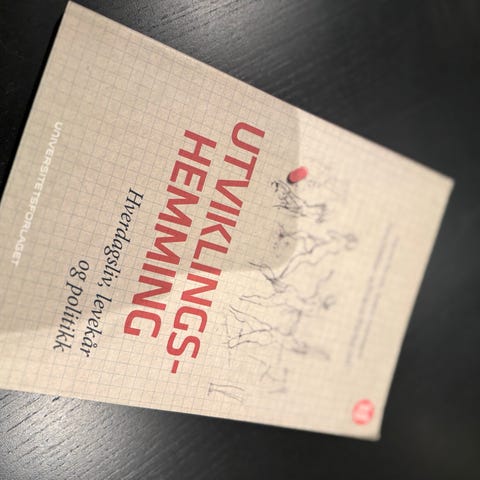 UTVIKLINGS-
HEMMING
Hverdagsliv, levekår
og politikk
UNIVERSITETSFORLAGET